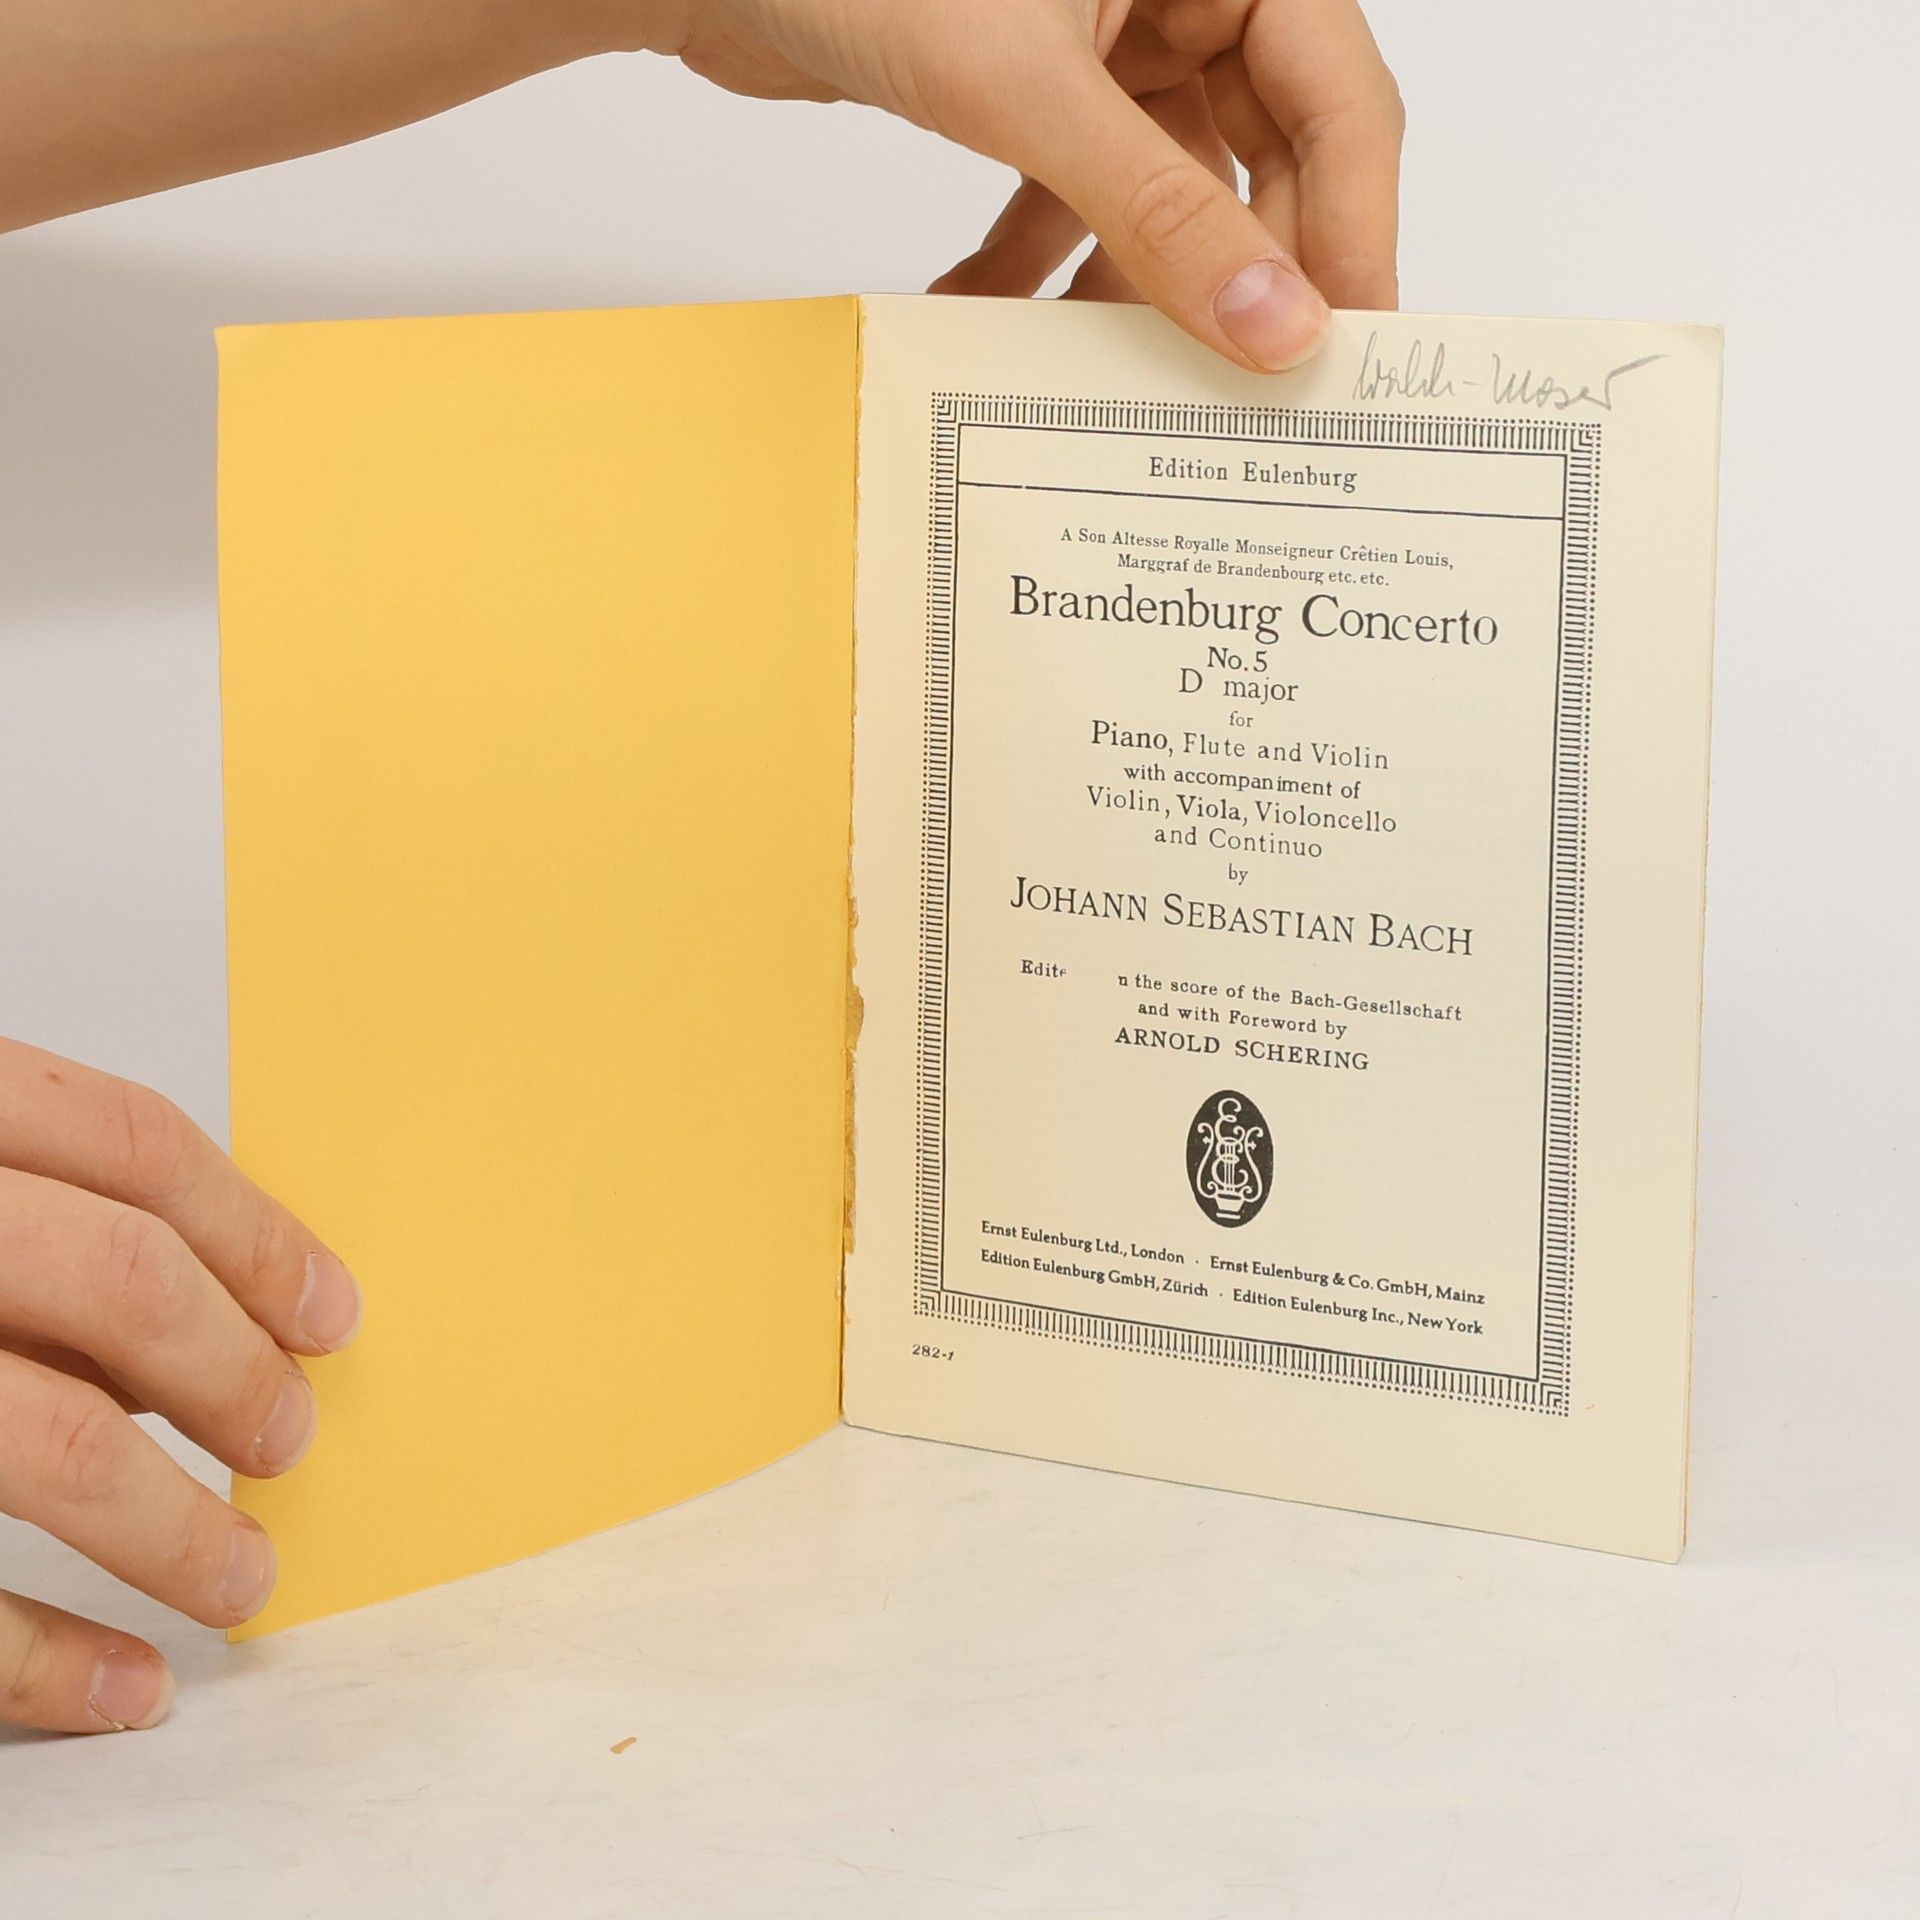 Walch-Moser
Edition Eulenburg
A Son Altesse Royalle Monseigneur Crêtien Louis,
Marggraf de Brandenbourg etc. etc.
Brandenburg Concerto
No. 5
D major
for
Piano, Flute and Violin
with accompaniment of
Violin, Viola, Violoncello
and Continuo
by
JOHANN SEBASTIAN BACH
the score of the Bach-Gesellschaft
and with Foreword by
ARNOLD SCHERING
Ernst Eulenburg Ltd., London · Ernst Eulenburg & Co. GmbH, Mainz
Edition Eulenburg GmbH, Zürich · Edition Eulenburg Inc., New York
282-1